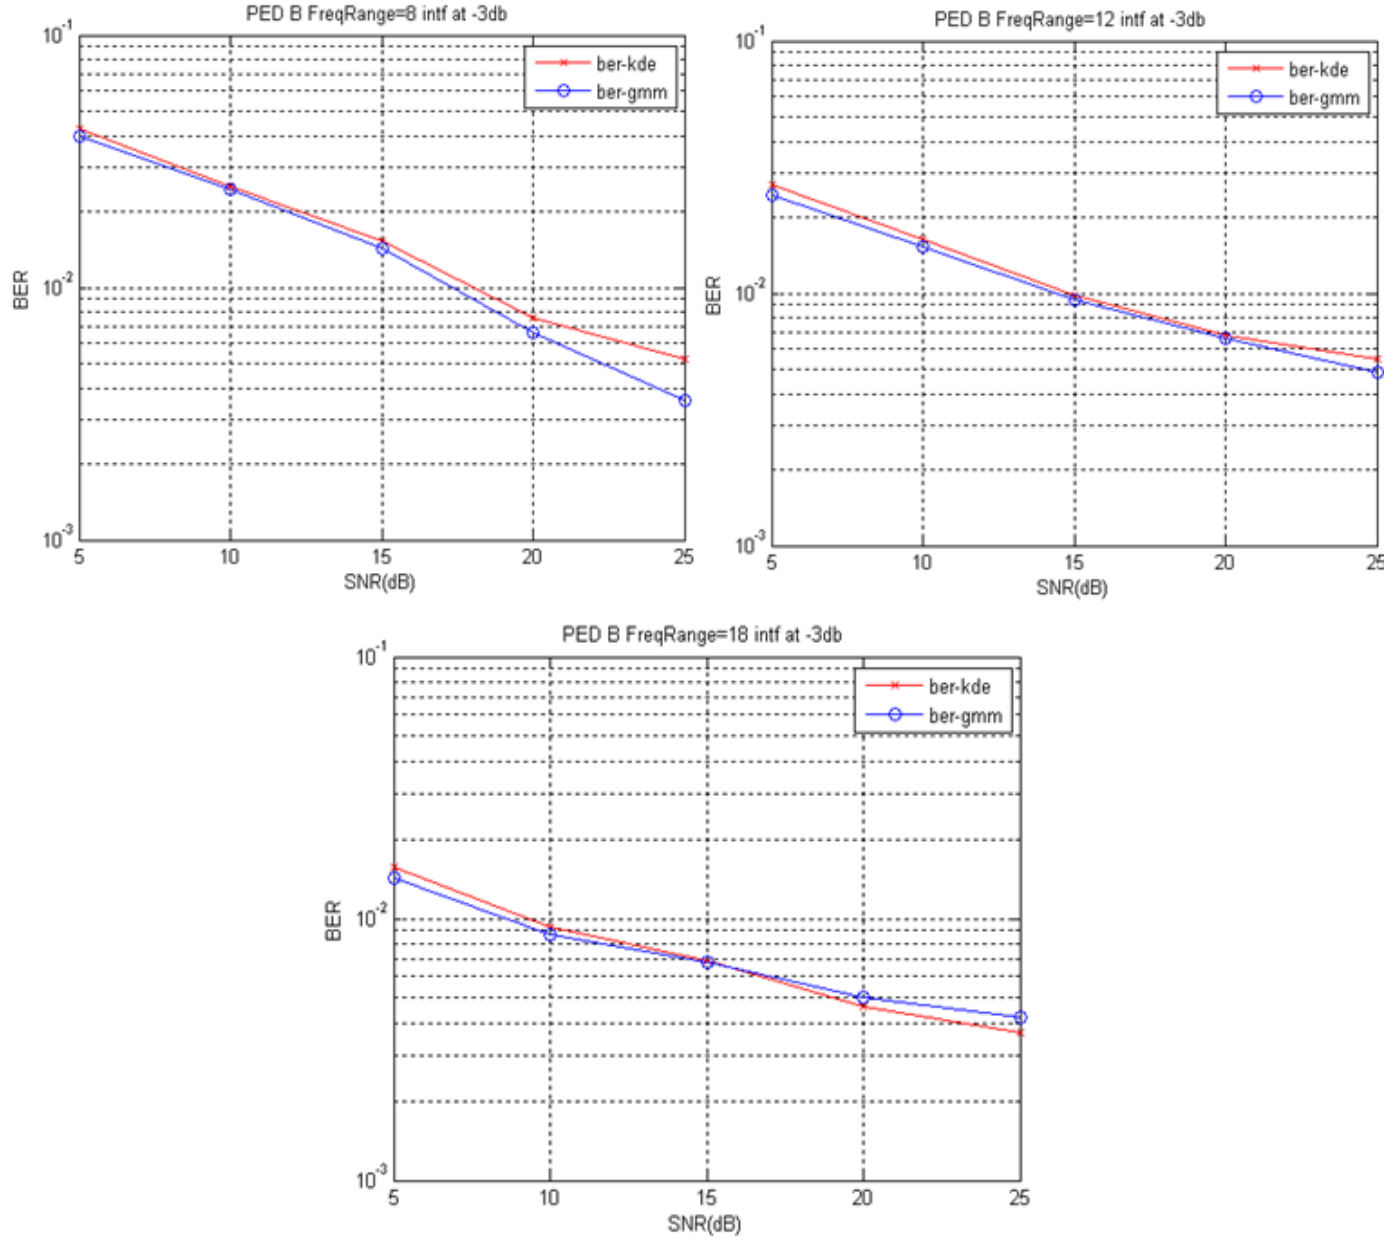 PED B FreqRange=8 intf at -3db
10-1
ber-kde
ber-gmm
BER
10-2
10-3
5 10 15 20 25
SNR(dB)
PED B FreqRange=12 intf at -3db
10-1
ber-kde
ber-gmm
BER
10-2
10-3
5 10 15 20 25
SNR(dB)
PED B FreqRange=18 intf at -3db
10-1
ber-kde
ber-gmm
BER
10-2
10-3
5 10 15 20 25
SNR(dB)